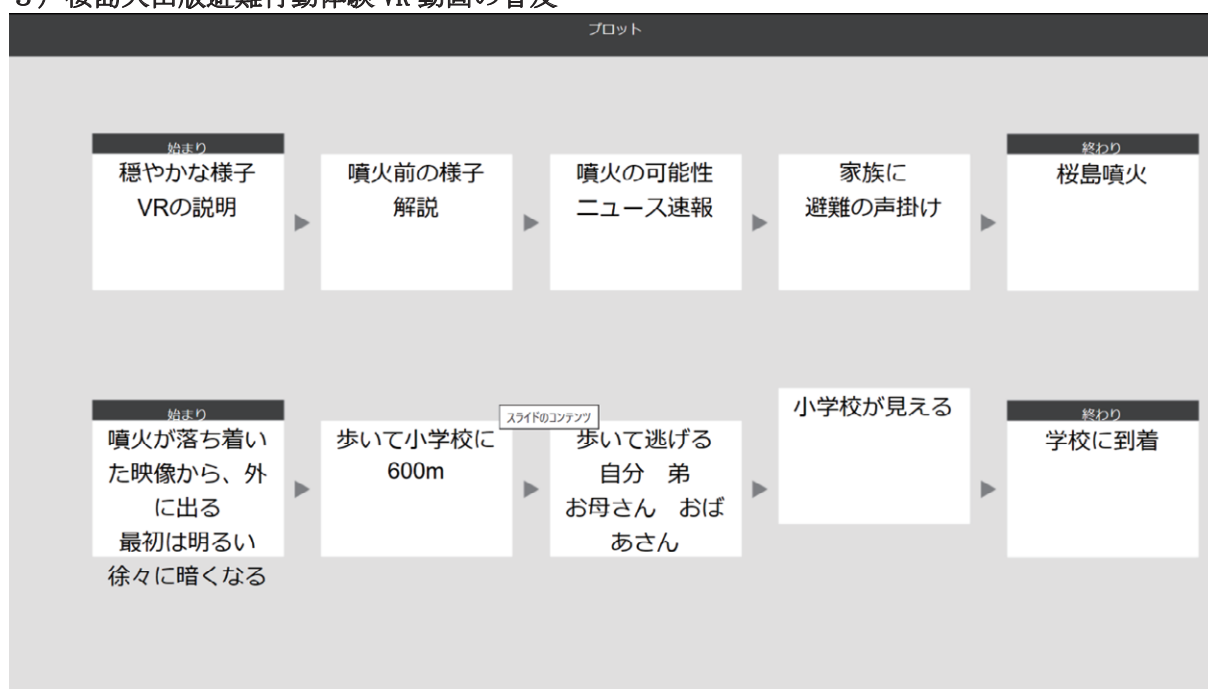 プロット
始まり
穏やかな様子
VRの説明
噴火前の様子
解説
噴火の可能性
ニュース速報
家族に
避難の声掛け
終わり
桜島噴火
始まり
噴火が落ち着い
た映像から、外
に出る
最初は明るい
徐々に暗くなる
歩いて小学校に
600m
スライドのコンテンツ
歩いて逃げる
自分　弟
お母さん　おば
あさん
小学校が見える
終わり
学校に到着